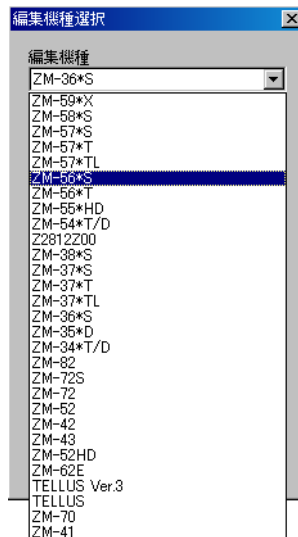 編集機種選択
編集機種
ZM-36*S
ZM-59*X
ZM-58*S
ZM-57*S
ZM-57*T
ZM-57*TL
ZM-56*S
ZM-56*T
ZM-55*HD
ZM-54*T/D
Z2812Z00
ZM-38*S
ZM-37*S
ZM-37*T
ZM-37*TL
ZM-36*S
ZM-35*D
ZM-34*T/D
ZM-82
ZM-72S
ZM-72
ZM-52
ZM-42
ZM-43
ZM-52HD
ZM-62E
TELLUS Ver.3
TELLUS
ZM-70
ZM-41